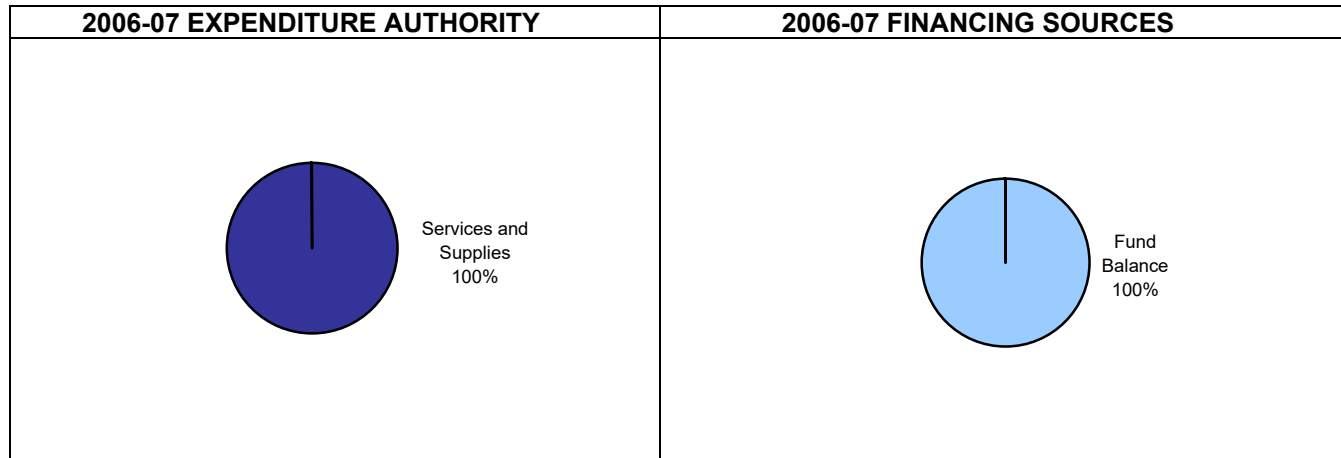 2006-07 EXPENDITURE AUTHORITY
2006-07 FINANCING SOURCES
Services and
Supplies
100%
Fund
Balance
100%